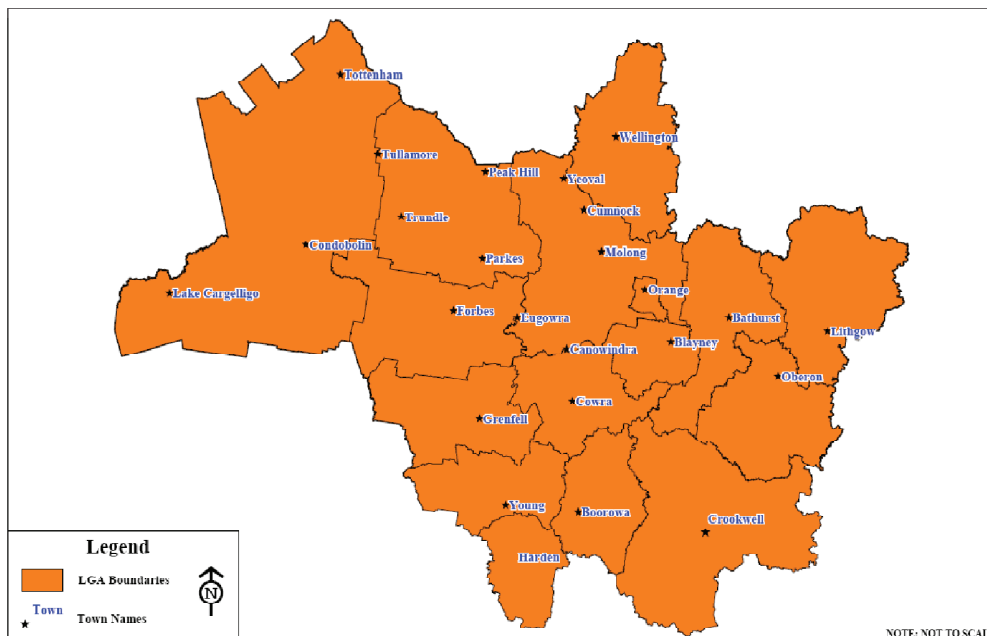 Tottenham
Wellington
Tullamore
Peak Hill
Yeoval
Cumnock
Trundle
Condobolin
Molong
Parkes
Lake Cargelligo
Orange
Forbes
Eugowra
Bathurst
Lithgow
Blayney
Canowindra
Oberon
Cowra
Grenfell
Young
Boorowa
Crookwell
Harden
Legend
LGA Boundaries
N
Town
Town Names
NOTE: NOT TO SCAL